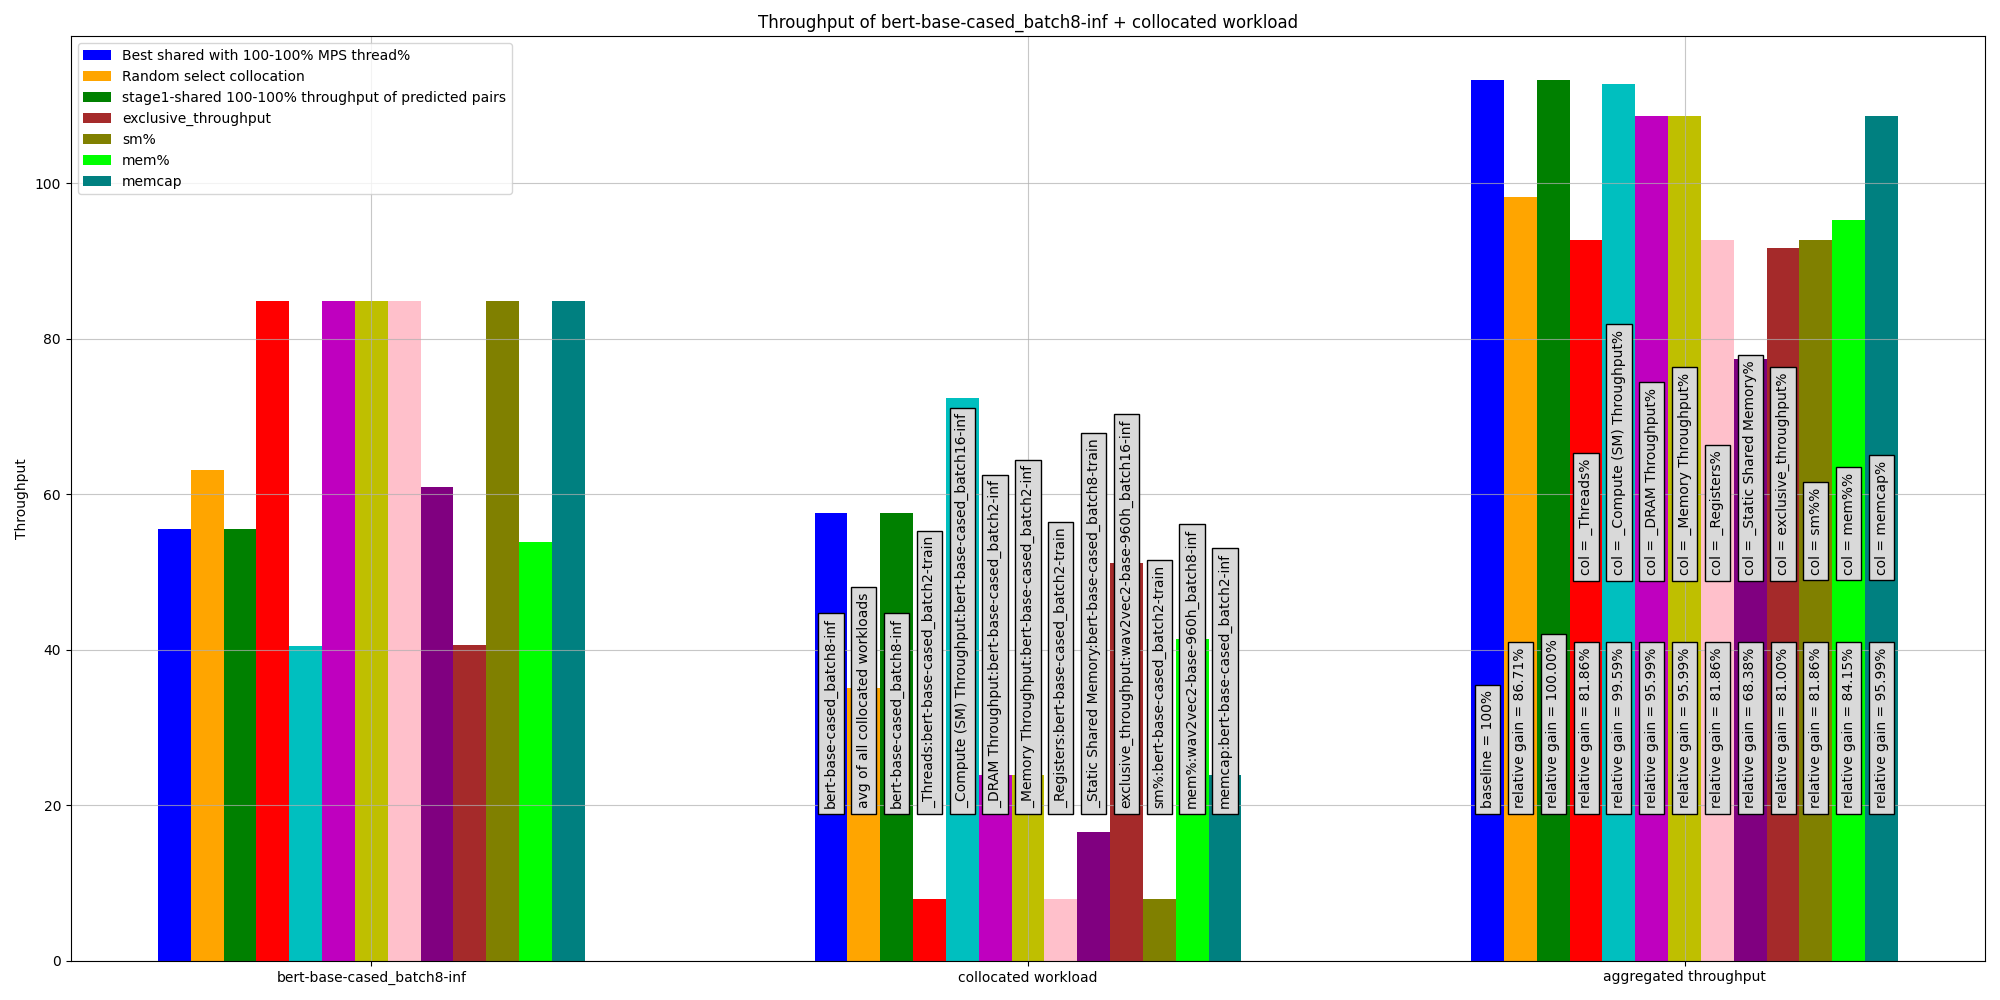 Throughput of bert-base-cased_batch8-inf + collocated workload
Best shared with 100-100% MPS thread%
Random select collocation
stage1-shared 100-100% throughput of predicted pairs
exclusive_throughput
sm%
mem%
memcap
Throughput
100
80
60
40
20
0
bert-base-cased_batch8-inf
avg of all collocated workloads
bert-base-cased_batch8-inf
_Threads:bert-base-cased_batch2-train
_Compute (SM) Throughput:bert-base-cased_batch16-inf
_DRAM Throughput:bert-base-cased_batch2-inf
_Memory Throughput:bert-base-cased_batch2-inf
_Registers:bert-base-cased_batch2-train
_Static Shared Memory:bert-base-cased_batch8-train
exclusive_throughput:wav2vec2-base-960h_batch16-inf
sm%:bert-base-cased_batch2-train
mem%:wav2vec2-base-960h_batch8-inf
memcap:bert-base-cased_batch2-inf
col = _Threads%
col = _Compute (SM) Throughput%
col = _DRAM Throughput%
col = _Memory Throughput%
col = _Registers%
col = _Static Shared Memory%
col = exclusive_throughput%
col = sm%%
col = mem%%
col = memcap%
baseline = 100%
relative gain = 86.71%
relative gain = 100.00%
relative gain = 81.86%
relative gain = 99.59%
relative gain = 95.99%
relative gain = 95.99%
relative gain = 81.86%
relative gain = 68.38%
relative gain = 81.00%
relative gain = 81.86%
relative gain = 84.15%
relative gain = 95.99%
bert-base-cased_batch8-inf
collocated workload
aggregated throughput